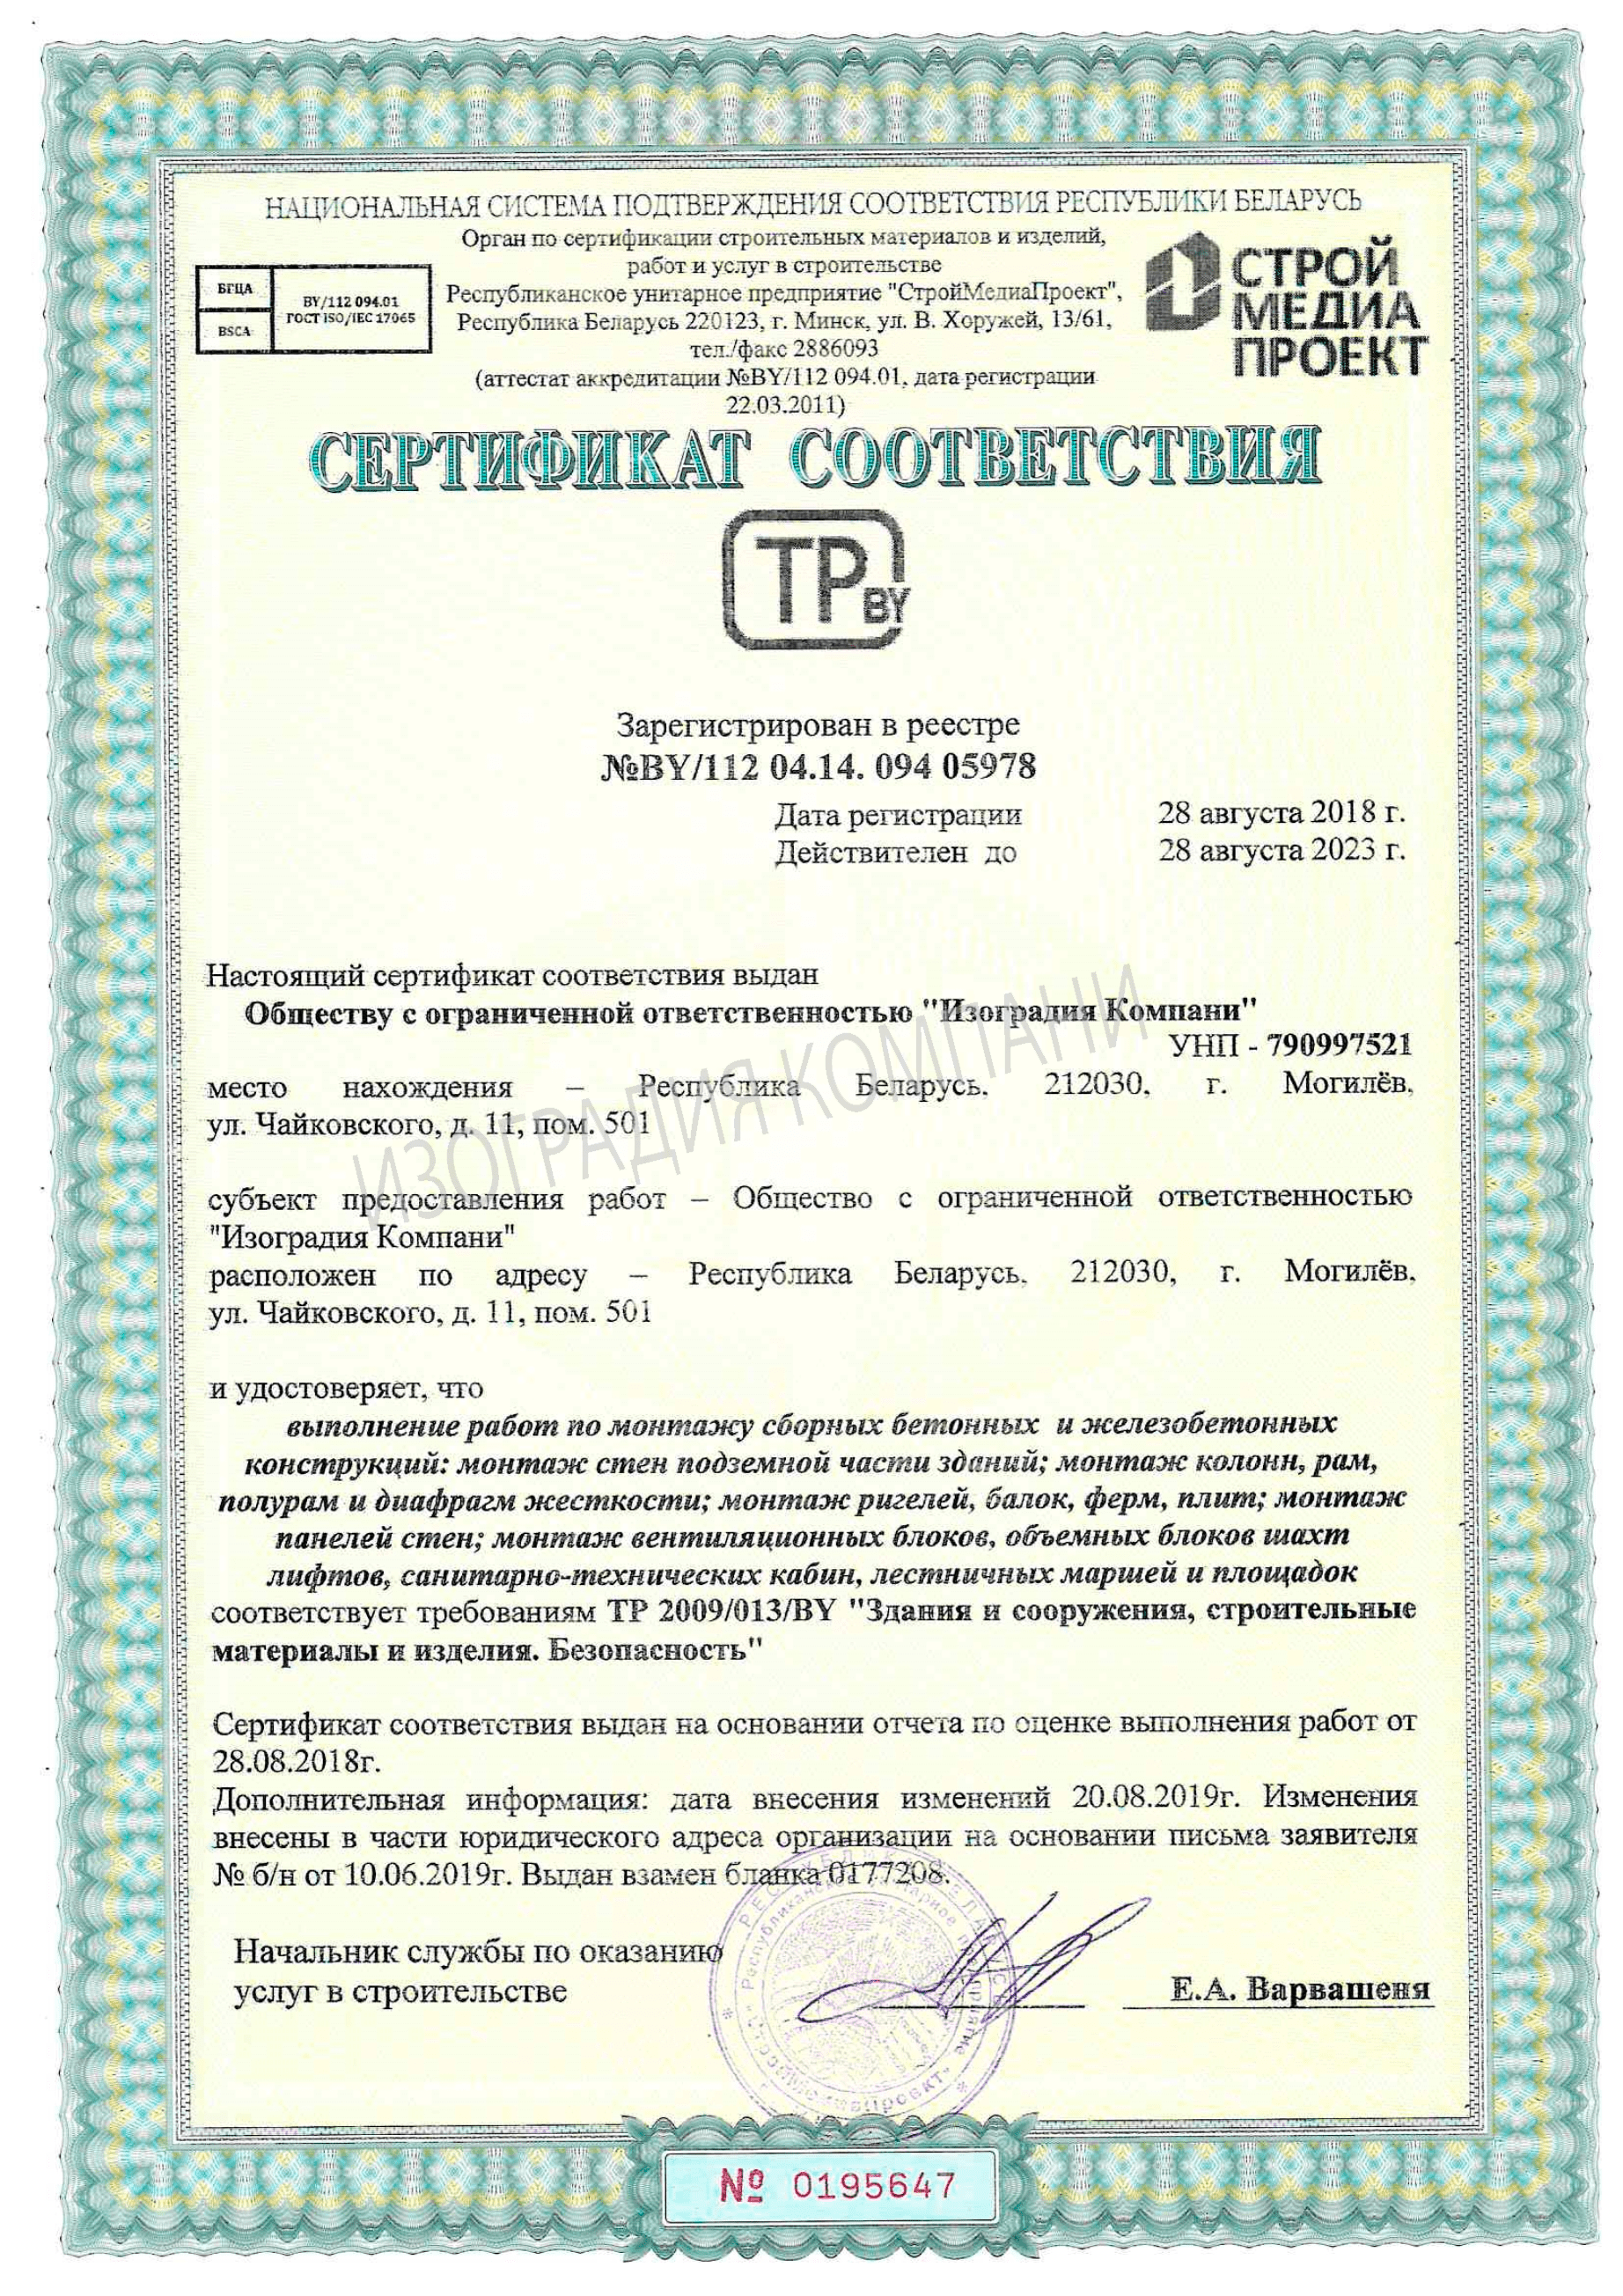 НАЦИОНАЛЬНАЯ СИСТЕМА ПОДТВЕРЖДЕНИЯ СООТВЕТСТВИЯ РЕСПУБЛИКИ БЕЛАРУСЬ
Орган по сертификации строительных материалов и изделий,
работ и услуг в строительстве
Республиканское унитарное предприятие "СтройМедиаПроект",
Республика Беларусь 220123, г. Минск, ул. В. Хоружей, 13/61,
тел./факс 2886093
(аттестат аккредитации №BY/112 094.01, дата регистрации
22.03.2011)
БГЦА
BSCA
BY/112 094.01
ГОСТ ISO/IEC 17065
СТРОЙ
МЕДИА
ПРОЕКТ
СЕРТИФИКАТ СООТВЕТСТВИЯ
ТР BY
Зарегистрирован в реестре
№BY/112 04.14. 094 05978
Дата регистрации 28 августа 2018 г.
Действителен до 28 августа 2023 г.
Настоящий сертификат соответствия выдан
Обществу с ограниченной ответственностью "Изоградия Компани"
УНП - 790997521
место нахождения – Республика Беларусь, 212030, г. Могилёв,
ул. Чайковского, д. 11, пом. 501
ИЗОГРАДИЯ КОМПАНИ
субъект предоставления работ – Общество с ограниченной ответственностью
"Изоградия Компани"
расположен по адресу – Республика Беларусь, 212030, г. Могилёв,
ул. Чайковского, д. 11, пом. 501
и удостоверяет, что
выполнение работ по монтажу сборных бетонных и железобетонных
конструкций: монтаж стен подземной части зданий; монтаж колонн, рам,
полурам и диафрагм жесткости; монтаж ригелей, балок, ферм, плит; монтаж
панелей стен; монтаж вентиляционных блоков, объемных блоков шахт
лифтов, санитарно-технических кабин, лестничных маршей и площадок
соответствует требованиям ТР 2009/013/BY "Здания и сооружения, строительные
материалы и изделия. Безопасность"
Сертификат соответствия выдан на основании отчета по оценке выполнения работ от
28.08.2018г.
Дополнительная информация: дата внесения изменений 20.08.2019г. Изменения
внесены в части юридического адреса организации на основании письма заявителя
№ б/н от 10.06.2019г. Выдан взамен бланка 0177208.
Начальник службы по оказанию
услуг в строительстве
Е.А. Варвашеня
№ 0195647